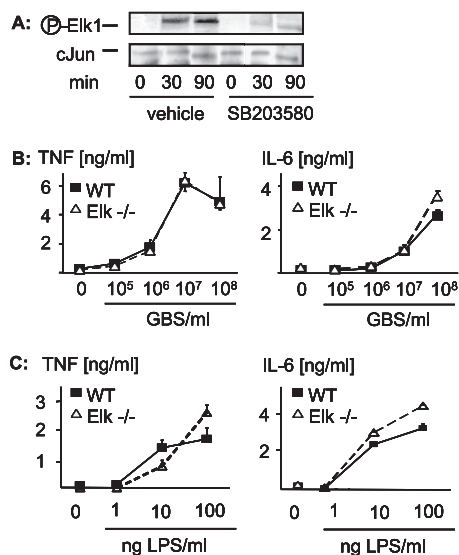 A: P-Elk1
cJun
min 0 30 90 0 30 90
vehicle SB203580
B: TNF [ng/ml] IL-6 [ng/ml]
6
4
2
WT
Elk -/-
0 10⁵ 10⁶ 10⁷ 10⁸
GBS/ml
4
2
WT
Elk -/-
0 10⁵ 10⁶ 10⁷ 10⁸
GBS/ml
C: TNF [ng/ml] IL-6 [ng/ml]
3
2
1
WT
Elk -/-
0 1 10 100
ng LPS/ml
4
2
WT
Elk -/-
0 1 10 100
ng LPS/ml